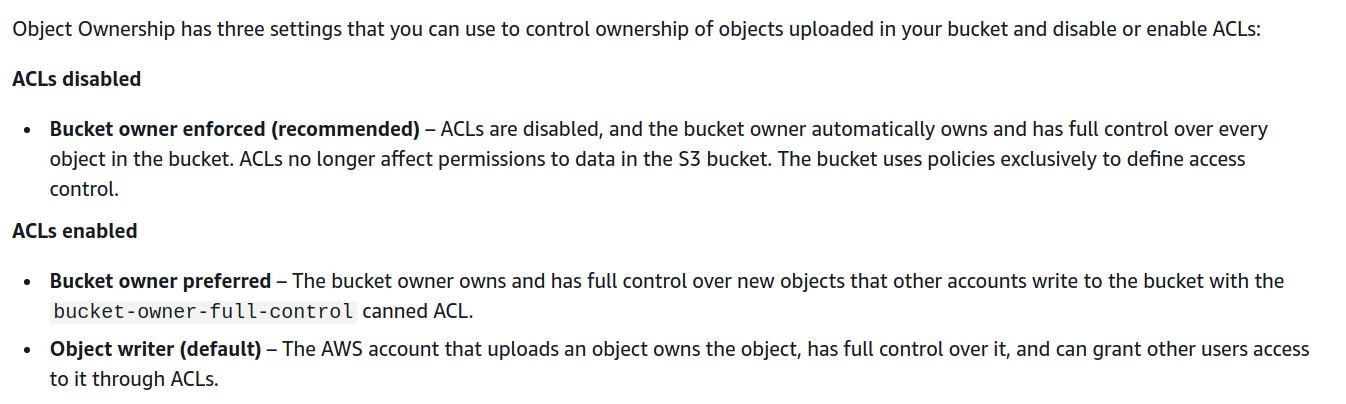 Object Ownership has three settings that you can use to control ownership of objects uploaded in your bucket and disable or enable ACLs:
ACLs disabled
• Bucket owner enforced (recommended) – ACLs are disabled, and the bucket owner automatically owns and has full control over every
object in the bucket. ACLs no longer affect permissions to data in the S3 bucket. The bucket uses policies exclusively to define access
control.
ACLs enabled
• Bucket owner preferred – The bucket owner owns and has full control over new objects that other accounts write to the bucket with the
bucket-owner-full-control canned ACL.
• Object writer (default) – The AWS account that uploads an object owns the object, has full control over it, and can grant other users access
to it through ACLs.